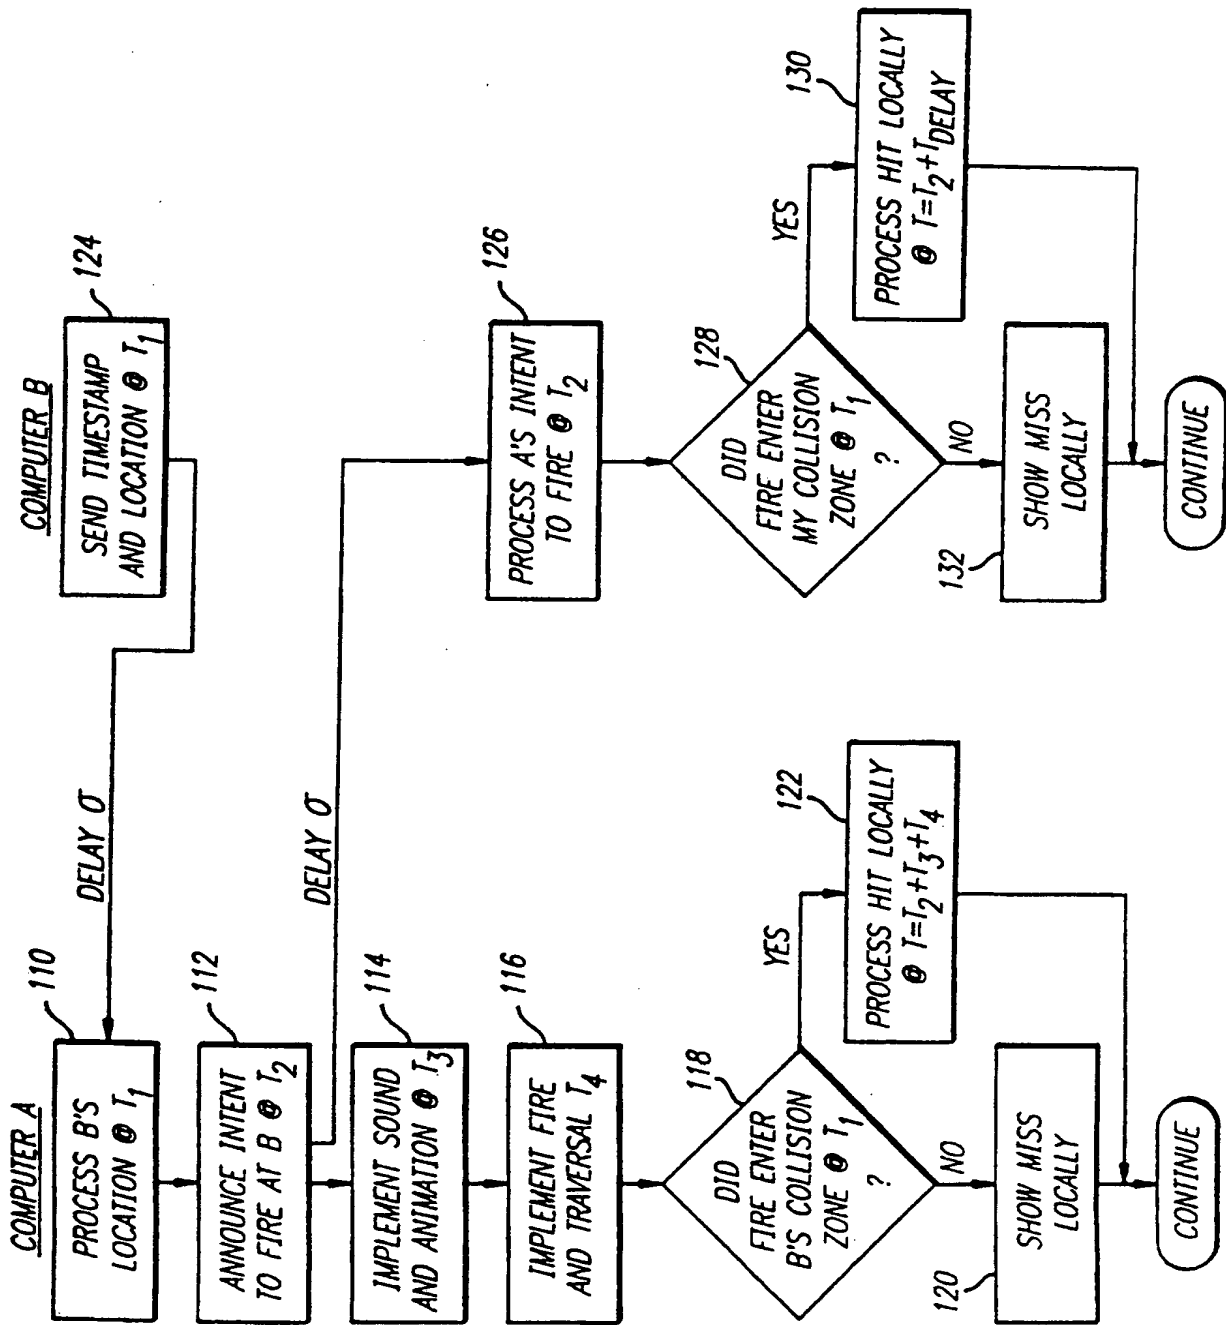 COMPUTER A
110
PROCESS B'S
LOCATION @ T1
112
ANNOUNCE INTENT
TO FIRE AT B @ T2
114
IMPLEMENT SOUND
AND ANIMATION @ T3
116
IMPLEMENT FIRE
AND TRAVERSAL T4
118
DID
FIRE ENTER
B'S COLLISION
ZONE @ T1
?
YES
122
PROCESS HIT LOCALLY
@ T=T2+T3+T4
NO
120
SHOW MISS
LOCALLY
CONTINUE
DELAY σ
DELAY σ
COMPUTER B
124
SEND TIMESTAMP
AND LOCATION @ T1
126
PROCESS A'S INTENT
TO FIRE @ T2
128
DID
FIRE ENTER
MY COLLISION
ZONE @ T1
?
YES
130
PROCESS HIT LOCALLY
@ T=T2+TDELAY
NO
132
SHOW MISS
LOCALLY
CONTINUE